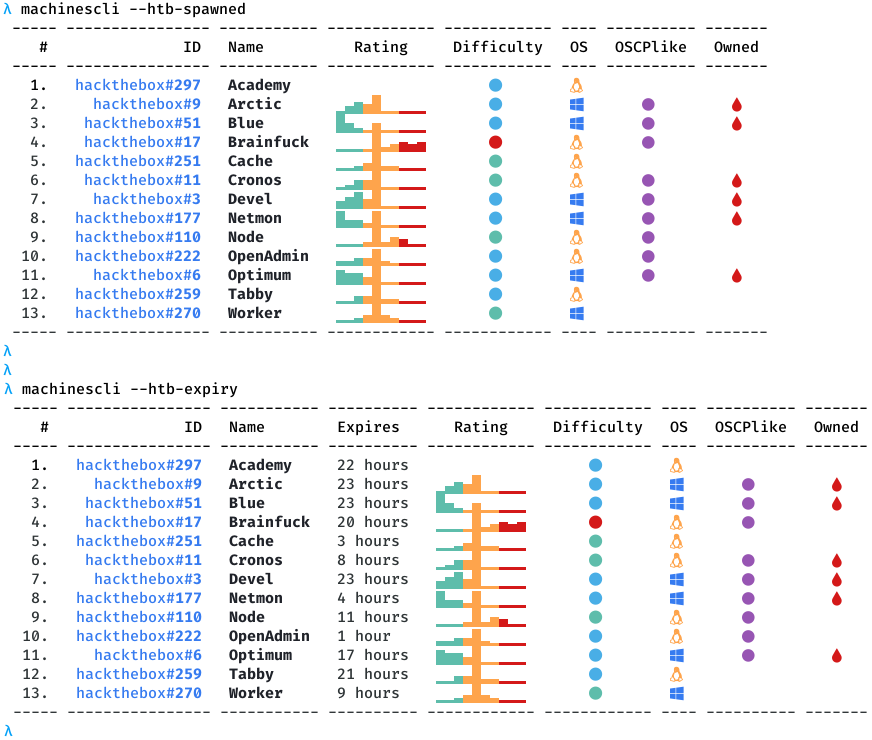 λ machinescli --htb-spawned
----- ---------------- ----------- ----------- ------------ ---- ---------- -------
# ID Name Rating Difficulty OS OSCPlike Owned
----- ---------------- ----------- ----------- ------------ ---- ---------- -------
1. hackthebox#297 Academy
2. hackthebox#9 Arctic
3. hackthebox#51 Blue
4. hackthebox#17 Brainfuck
5. hackthebox#251 Cache
6. hackthebox#11 Cronos
7. hackthebox#3 Devel
8. hackthebox#177 Netmon
9. hackthebox#110 Node
10. hackthebox#222 OpenAdmin
11. hackthebox#6 Optimum
12. hackthebox#259 Tabby
13. hackthebox#270 Worker
----- ---------------- ----------- ----------- ------------ ---- ---------- -------
λ
λ
λ machinescli --htb-expiry
----- ---------------- ----------- ---------- ------------ ------------ ---- ---------- -------
# ID Name Expires Rating Difficulty OS OSCPlike Owned
----- ---------------- ----------- ---------- ------------ ------------ ---- ---------- -------
1. hackthebox#297 Academy 22 hours
2. hackthebox#9 Arctic 23 hours
3. hackthebox#51 Blue 23 hours
4. hackthebox#17 Brainfuck 20 hours
5. hackthebox#251 Cache 3 hours
6. hackthebox#11 Cronos 8 hours
7. hackthebox#3 Devel 23 hours
8. hackthebox#177 Netmon 4 hours
9. hackthebox#110 Node 11 hours
10. hackthebox#222 OpenAdmin 1 hour
11. hackthebox#6 Optimum 17 hours
12. hackthebox#259 Tabby 21 hours
13. hackthebox#270 Worker 9 hours
----- ---------------- ----------- ---------- ------------ ------------ ---- ---------- -------
λ